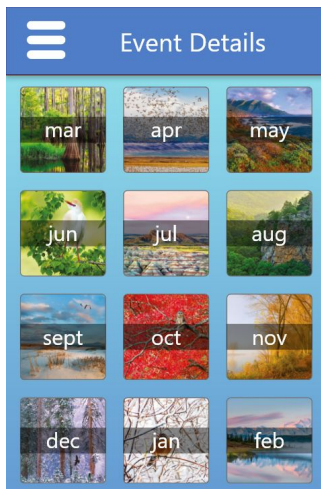 Event Details
mar apr may
jun jul aug
sept oct nov
dec jan feb